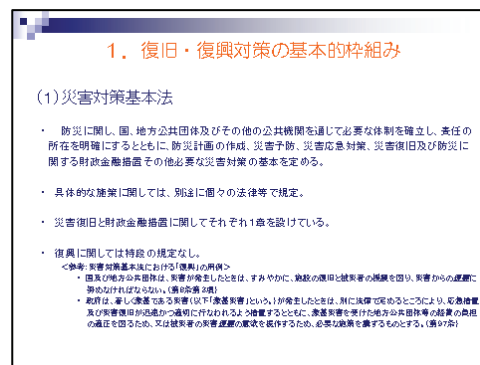 1．復旧・復興対策の基本的枠組み
(1)災害対策基本法
・　防災に関し、国、地方公共団体及びその他の公共機関を通じて必要な体制を確立し、責任の
所在を明確にするとともに、防災計画の作成、災害予防、災害応急対策、災害復旧及び防災に
関する財政金融措置その他必要な災害対策の基本を定める。
・ 具体的な施策に関しては、別途に個々の法律等で規定。
・ 災害復旧と財政金融措置に関してそれぞれ1章を設けている。
・ 復興に関しては特段の規定なし。
＜参考：災害対策基本法における「復興」の用例＞
・ 国及び地方公共団体は、災害が発生したときは、すみやかに、施設の復旧と被災者の援護を図り、災害からの復興に
努めなければならない。（第8条第3項）
・ 政府は、著しく激甚である災害（以下「激甚災害」という。）が発生したときは、別に法律で定めるところにより、応急措置
及び災害復旧が迅速かつ適切に行なわれるよう措置するとともに、激甚災害を受けた地方公共団体等の経費の負担
の適正を図るため、又は被災者の災害復興の意欲を振作するため、必要な施策を講ずるものとする。（第97条）